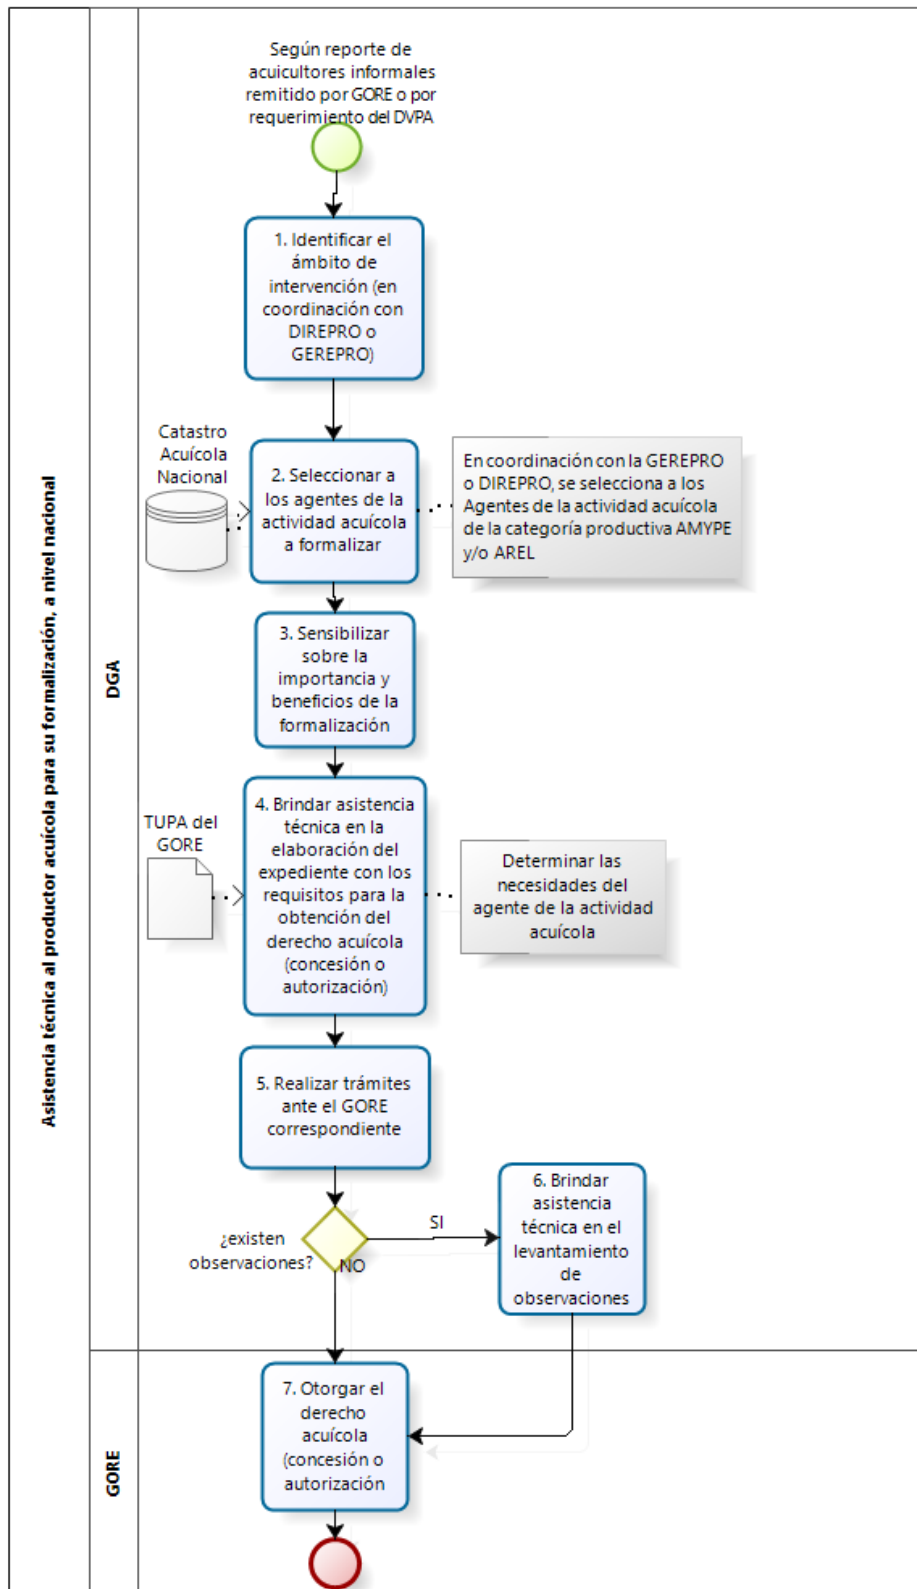 Asistencia técnica al productor acuícola para su formalización, a nivel nacional
DGA
Según reporte de
acuicultores informales
remitido por GORE o por
requerimiento del DVPA
1. Identificar el
ámbito de
intervención (en
coordinación con
DIREPRO o
GEREPRO)
Catastro
Acuícola
Nacional
2. Seleccionar a
los agentes de la
actividad acuícola
a formalizar
En coordinación con la GEREPRO
o DIREPRO, se selecciona a los
Agentes de la actividad acuícola
de la categoría productiva AMYPE
y/o AREL
3. Sensibilizar
sobre la
importancia y
beneficios de la
formalización
TUPA del
GORE
4. Brindar asistencia
técnica en la
elaboración del
expediente con los
requisitos para la
obtención del
derecho acuícola
(concesión o
autorización)
Determinar las
necesidades del
agente de la actividad
acuícola
5. Realizar trámites
ante el GORE
correspondiente
¿existen
observaciones?
SI
NO
6. Brindar
asistencia
técnica en el
levantamiento
de
observaciones
GORE
7. Otorgar el
derecho
acuícola
(concesión o
autorización